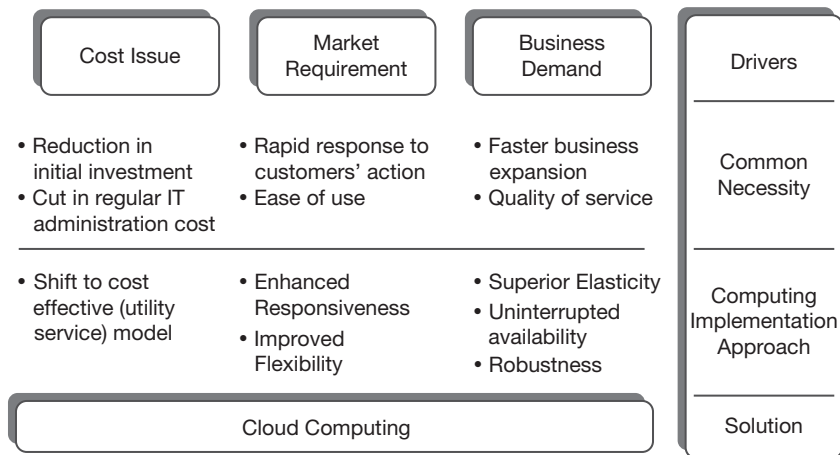 Cost Issue
Market
Requirement
Business
Demand
Drivers
• Reduction in
initial investment
• Cut in regular IT
administration cost
• Rapid response to
customers’ action
• Ease of use
• Faster business
expansion
• Quality of service
Common
Necessity
• Shift to cost
effective (utility
service) model
• Enhanced
Responsiveness
• Improved
Flexibility
• Superior Elasticity
• Uninterrupted
availability
• Robustness
Computing
Implementation
Approach
Cloud Computing
Solution